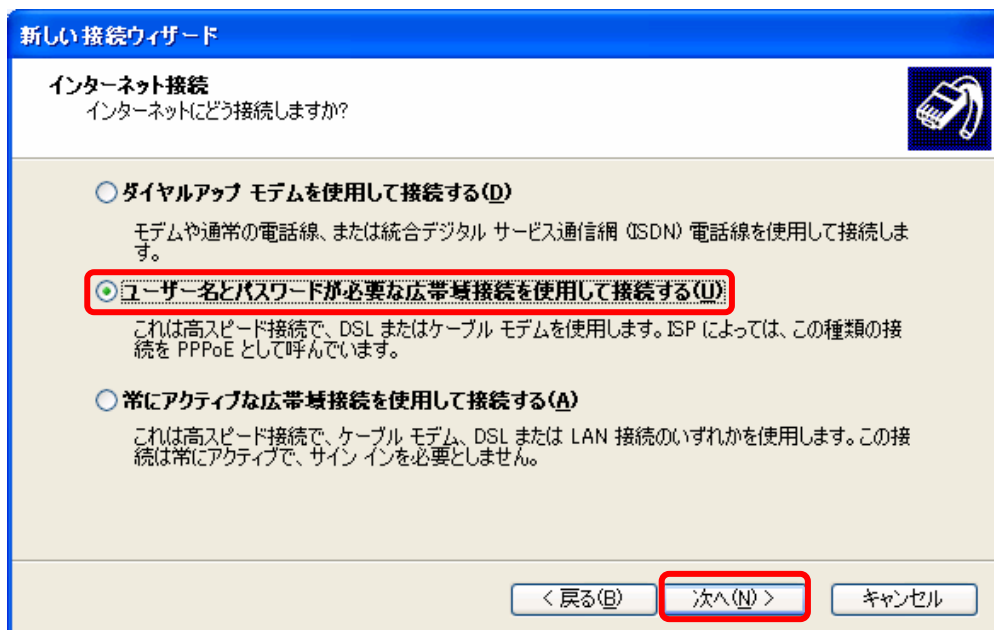 新しい接続ウィザード
インターネット接続
インターネットにどう接続しますか?
ダイヤルアップ モデムを使用して接続する(D)
モデムや通常の電話線、または統合デジタル サービス通信網 (ISDN) 電話線を使用して接続しま
す。
ユーザー名とパスワードが必要な広帯域接続を使用して接続する(U)
これは高スピード接続で、DSL またはケーブル モデムを使用します。ISP によっては、この種類の接
続を PPPoE として呼んでいます。
常にアクティブな広帯域接続を使用して接続する(A)
これは高スピード接続で、ケーブル モデム、DSL または LAN 接続のいずれかを使用します。この接
続は常にアクティブで、サイン インを必要としません。
< 戻る(B)
次へ(N) >
キャンセル